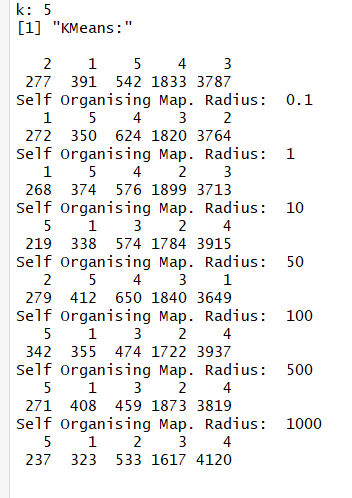 k: 5
[1] "KMeans:"
2 1 5 4 3
277 391 542 1833 3787
Self Organising Map. Radius: 0.1
1 5 4 3 2
272 350 624 1820 3764
Self Organising Map. Radius: 1
1 5 4 2 3
268 374 576 1899 3713
Self Organising Map. Radius: 10
5 1 3 2 4
219 338 574 1784 3915
Self Organising Map. Radius: 50
2 5 4 3 1
279 412 650 1840 3649
Self Organising Map. Radius: 100
5 1 3 2 4
342 355 474 1722 3937
Self Organising Map. Radius: 500
5 1 3 2 4
271 408 459 1873 3819
Self Organising Map. Radius: 1000
5 1 2 3 4
237 323 533 1617 4120